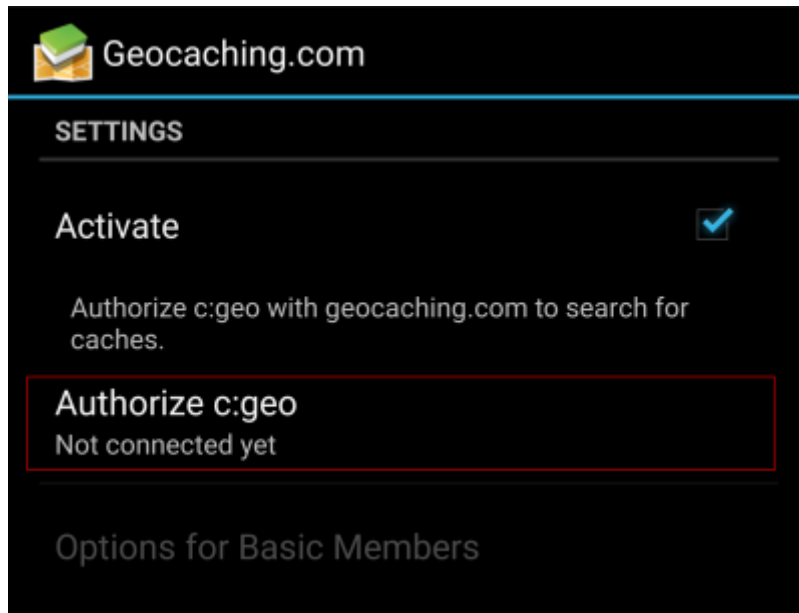 Geocaching.com
SETTINGS
Activate
Authorize c:geo with geocaching.com to search for
caches.
Authorize c:geo
Not connected yet
Options for Basic Members